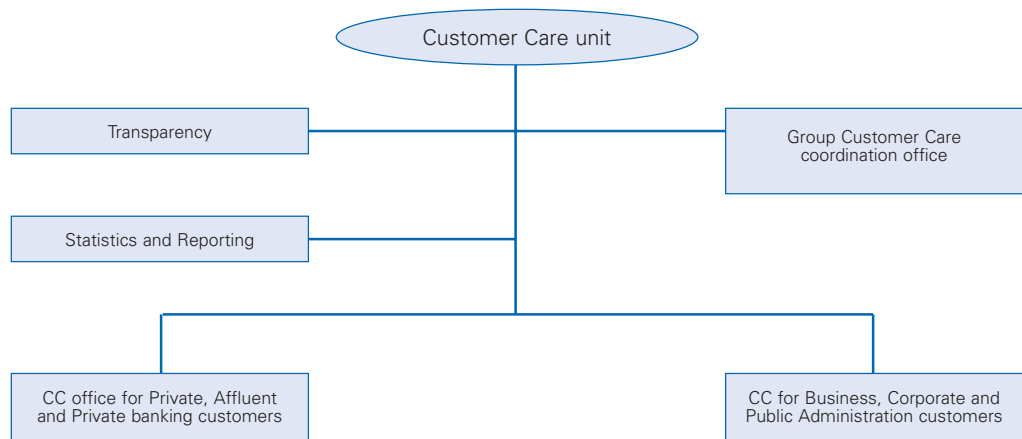 Customer Care unit
Transparency
Group Customer Care
coordination office
Statistics and Reporting
CC office for Private, Affluent
and Private banking customers
CC for Business, Corporate and
Public Administration customers